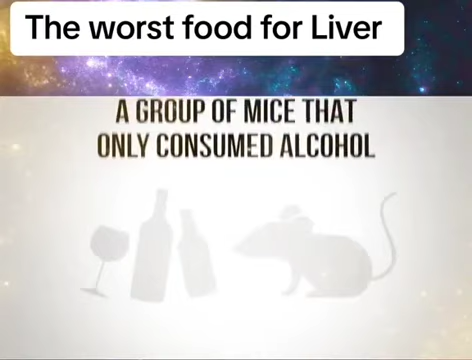 The worst food for Liver
A GROUP OF MICE THAT
ONLY CONSUMED ALCOHOL